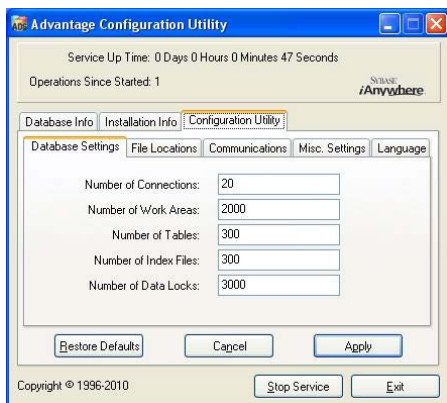 Advantage Configuration Utility
Service Up Time: 0 Days 0 Hours 0 Minutes 47 Seconds
Operations Since Started: 1
SYBASE
iAnywhere
Database Info Installation Info Configuration Utility
Database Settings File Locations Communications Misc. Settings Language
Number of Connections: 20
Number of Work Areas: 2000
Number of Tables: 300
Number of Index Files: 300
Number of Data Locks: 3000
Restore Defaults Cancel Apply
Copyright © 1996-2010 Stop Service Exit